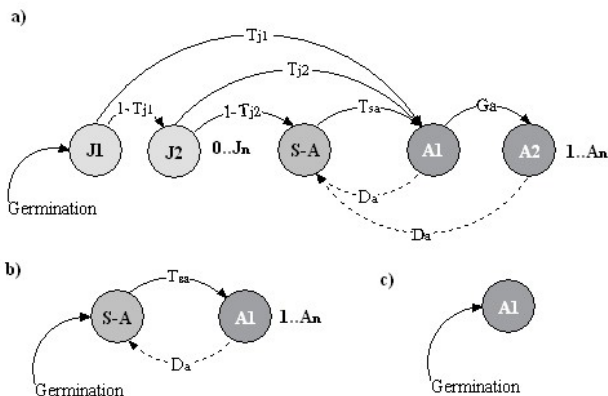 a)
Tj1
Tj2
1-Tj1
1-Tj2
Tsa
Ga
J1
J2
0..Jn
S-A
A1
A2
1..An
Germination
Da
Da
b)
Tsa
S-A
A1
1..An
Da
Germination
c)
A1
Germination